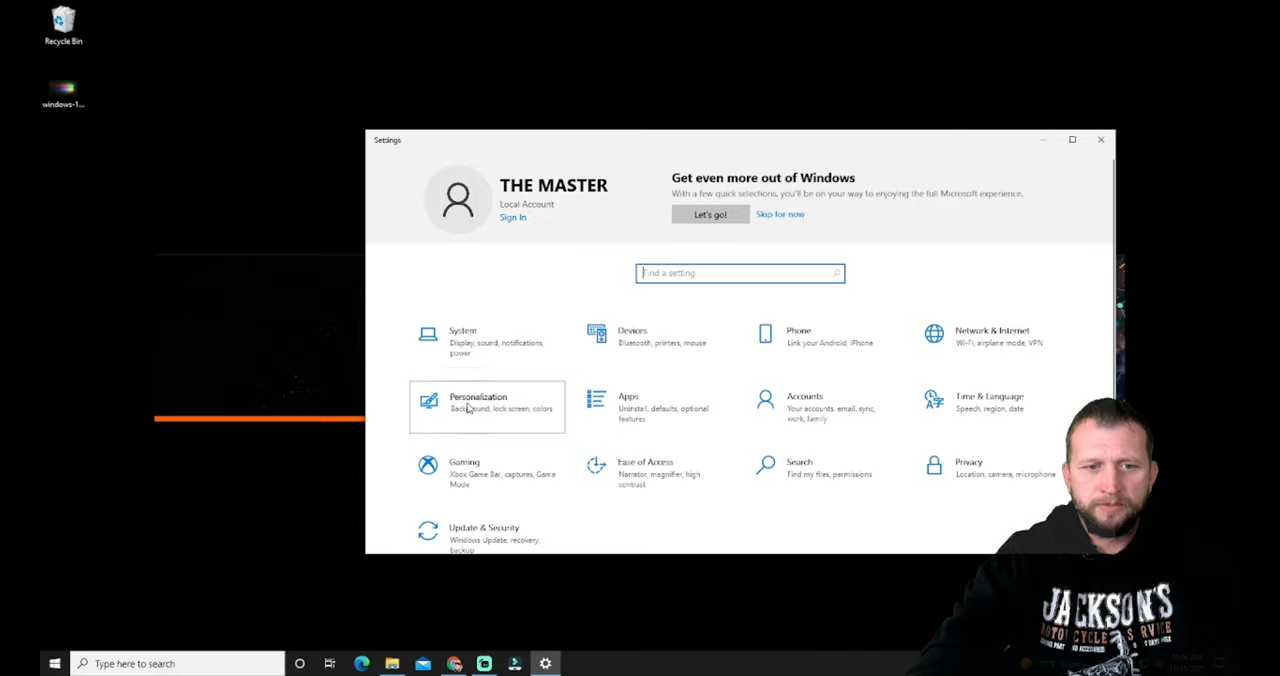 Recycle Bin
windows-1...
Settings
THE MASTER
Local Account
Sign In
Get even more out of Windows
With a few quick selections, you'll be on your way to enjoying the full Microsoft experience.
Let's go!
Skip for now
Find a setting
System
Display, sound, notifications,
power
Devices
Bluetooth, printers, mouse
Phone
Link your Android, iPhone
Network & Internet
Wi-Fi, airplane mode, VPN
Personalization
Background, lock screen, colors
Apps
Uninstall, defaults, optional
features
Accounts
Your accounts, email, sync,
work, family
Time & Language
Speech, region, date
Gaming
Xbox Game Bar, captures, Game
Mode
Ease of Access
Narrator, magnifier, high
contrast
Search
Find my files, permissions
Privacy
Location, camera, microphone
Update & Security
Windows Update, recovery,
backup
JACKSON'S
SERVICE
Type here to search